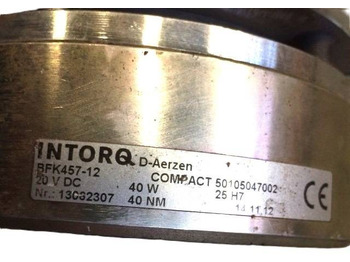 INTORQ D-Aerzen
BFK457-12 COMPACT 50105047002
20 V DC 40 W 25 H7
Nr.: 13032307 40 NM 14.11.12
CE